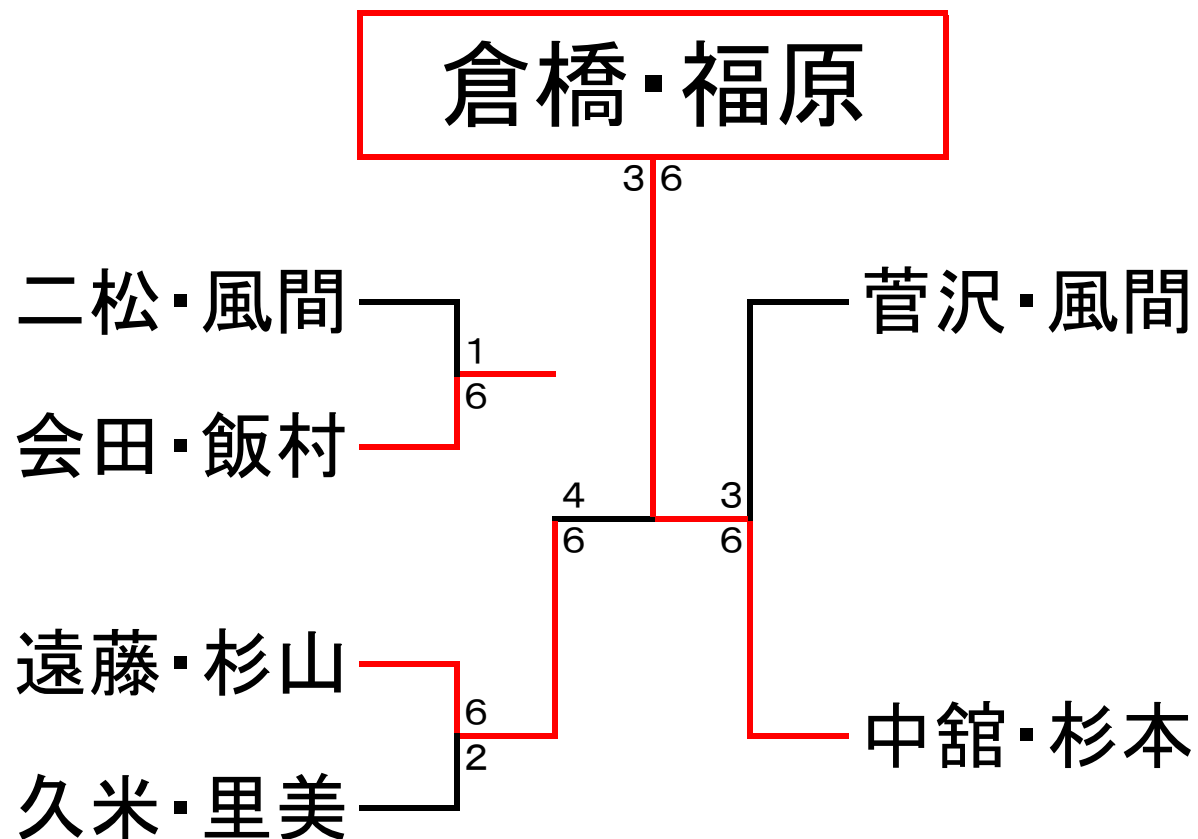 倉橋・福原
3 6
二松・風間
菅沢・風間
1
6
会田・飯村
4
3
6
6
遠藤・杉山
6
中舘・杉本
2
久米・里美